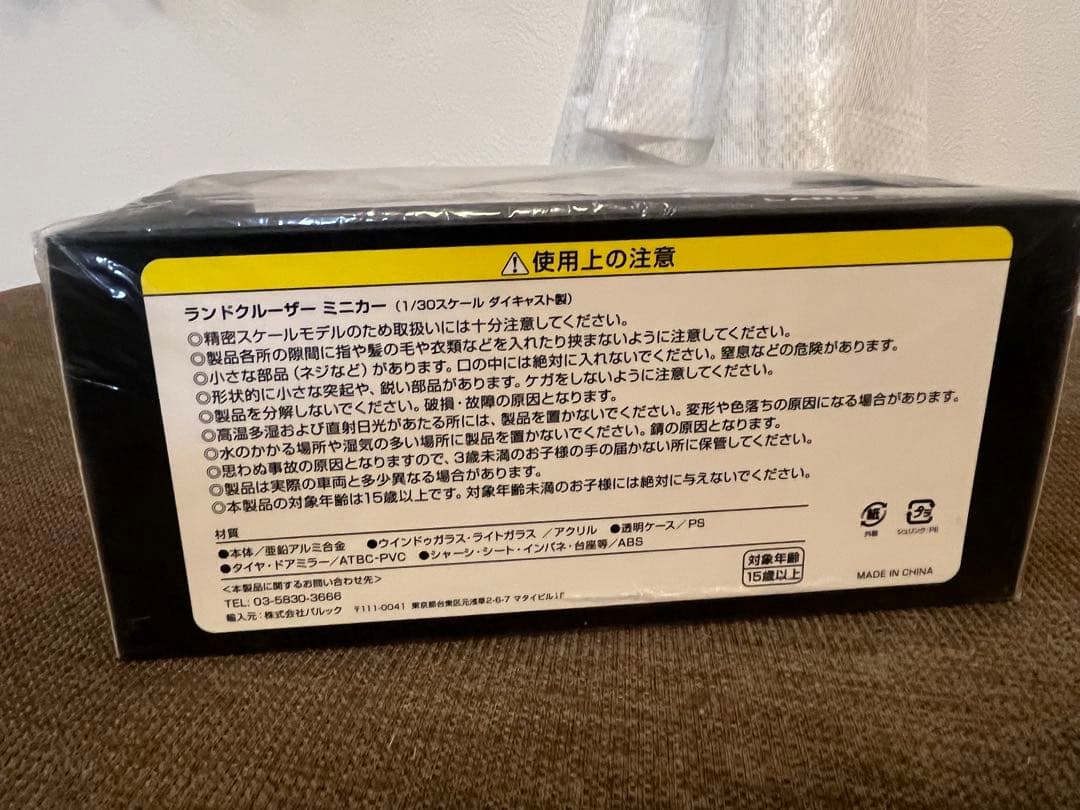 ⚠使用上の注意
ランドクルーザー ミニカー（1/30スケール ダイキャスト製）
◎精密スケールモデルのため取扱いには十分注意してください。
◎製品各所の隙間に指や髪の毛や衣類などを入れたり挟まないように注意してください。
◎小さな部品（ネジなど）があります。口の中には絶対に入れないでください。窒息などの危険があります。
◎形状的に小さな突起や、鋭い部品があります。ケガをしないように注意してください。
◎製品を分解しないでください。破損・故障の原因となります。
◎高温多湿および直射日光があたる所には、製品を置かないでください。変形や色落ちの原因になる場合があります。
◎水のかかる場所や湿気の多い場所に製品を置かないでください。錆の原因となります。
◎思わぬ事故の原因となりますので、3歳未満のお子様の手の届かない所に保管してください。
◎製品は実際の車両と多少異なる場合があります。
◎本製品の対象年齢は15歳以上です。対象年齢未満のお子様には絶対に与えないでください。
材質
●本体／亜鉛アルミ合金 ●ウインドゥガラス・ライトガラス ／アクリル ●透明ケース／PS
●タイヤ・ドアミラー／ATBC-PVC ●シャーシ・シート・インパネ・台座等／ABS
＜本製品に関するお問い合わせ先＞
TEL: 03-5830-3666
輸入元：株式会社パルック 〒111-0041 東京都台東区元浅草2-6-7 マタイビル
対象年齢
15歳以上
紙
外箱
プラ
シュリンク：PE
MADE IN CHINA